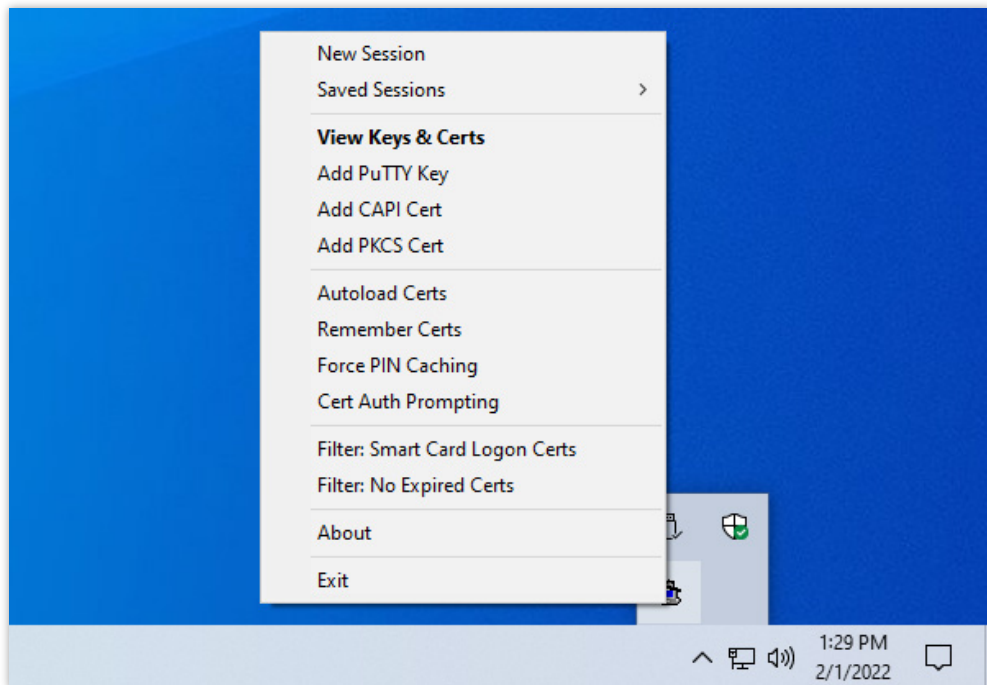 New Session
Saved Sessions
View Keys & Certs
Add PuTTY Key
Add CAPI Cert
Add PKCS Cert
Autoload Certs
Remember Certs
Force PIN Caching
Cert Auth Prompting
Filter: Smart Card Logon Certs
Filter: No Expired Certs
About
Exit
1:29 PM
2/1/2022